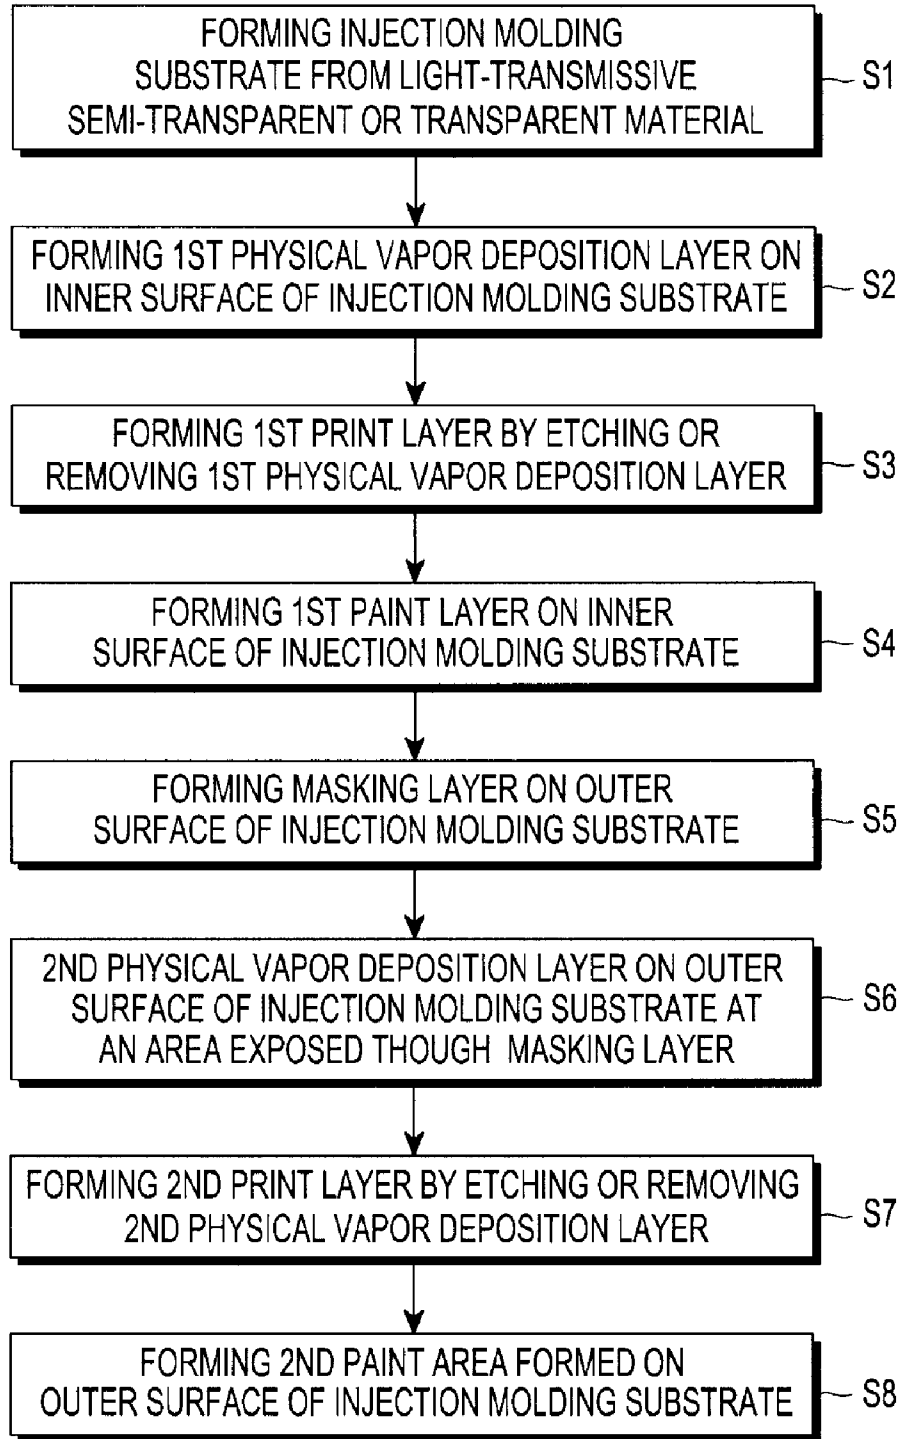 FORMING INJECTION MOLDING
SUBSTRATE FROM LIGHT-TRANSMISSIVE
SEMI-TRANSPARENT OR TRANSPARENT MATERIAL
S1
FORMING 1ST PHYSICAL VAPOR DEPOSITION LAYER ON
INNER SURFACE OF INJECTION MOLDING SUBSTRATE
S2
FORMING 1ST PRINT LAYER BY ETCHING OR
REMOVING 1ST PHYSICAL VAPOR DEPOSITION LAYER
S3
FORMING 1ST PAINT LAYER ON INNER
SURFACE OF INJECTION MOLDING SUBSTRATE
S4
FORMING MASKING LAYER ON OUTER
SURFACE OF INJECTION MOLDING SUBSTRATE
S5
2ND PHYSICAL VAPOR DEPOSITION LAYER ON OUTER
SURFACE OF INJECTION MOLDING SUBSTRATE AT
AN AREA EXPOSED THOUGH MASKING LAYER
S6
FORMING 2ND PRINT LAYER BY ETCHING OR REMOVING
2ND PHYSICAL VAPOR DEPOSITION LAYER
S7
FORMING 2ND PAINT AREA FORMED ON
OUTER SURFACE OF INJECTION MOLDING SUBSTRATE
S8